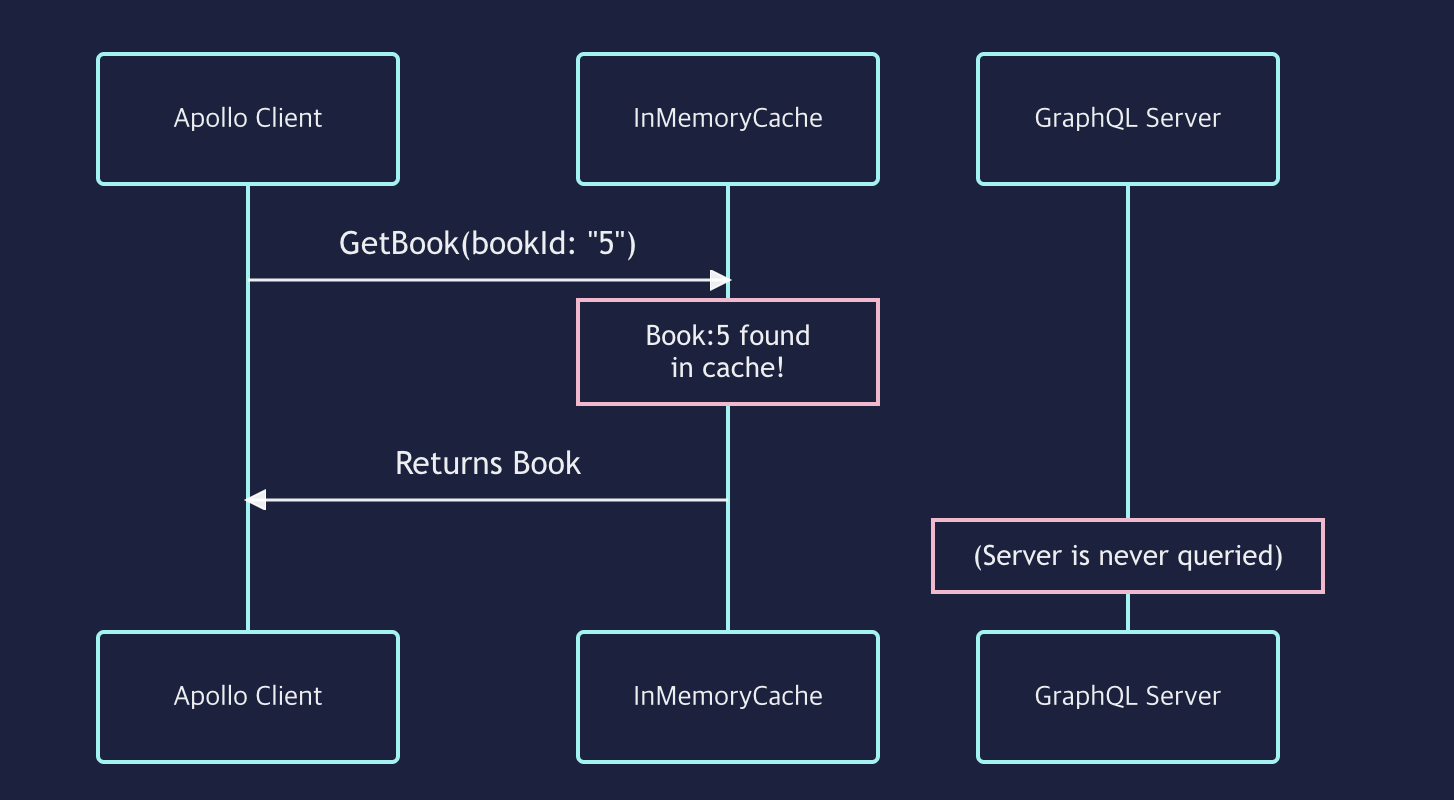 Apollo Client
InMemoryCache
GraphQL Server
GetBook(bookId: "5")
Book:5 found
in cache!
Returns Book
(Server is never queried)
Apollo Client
InMemoryCache
GraphQL Server